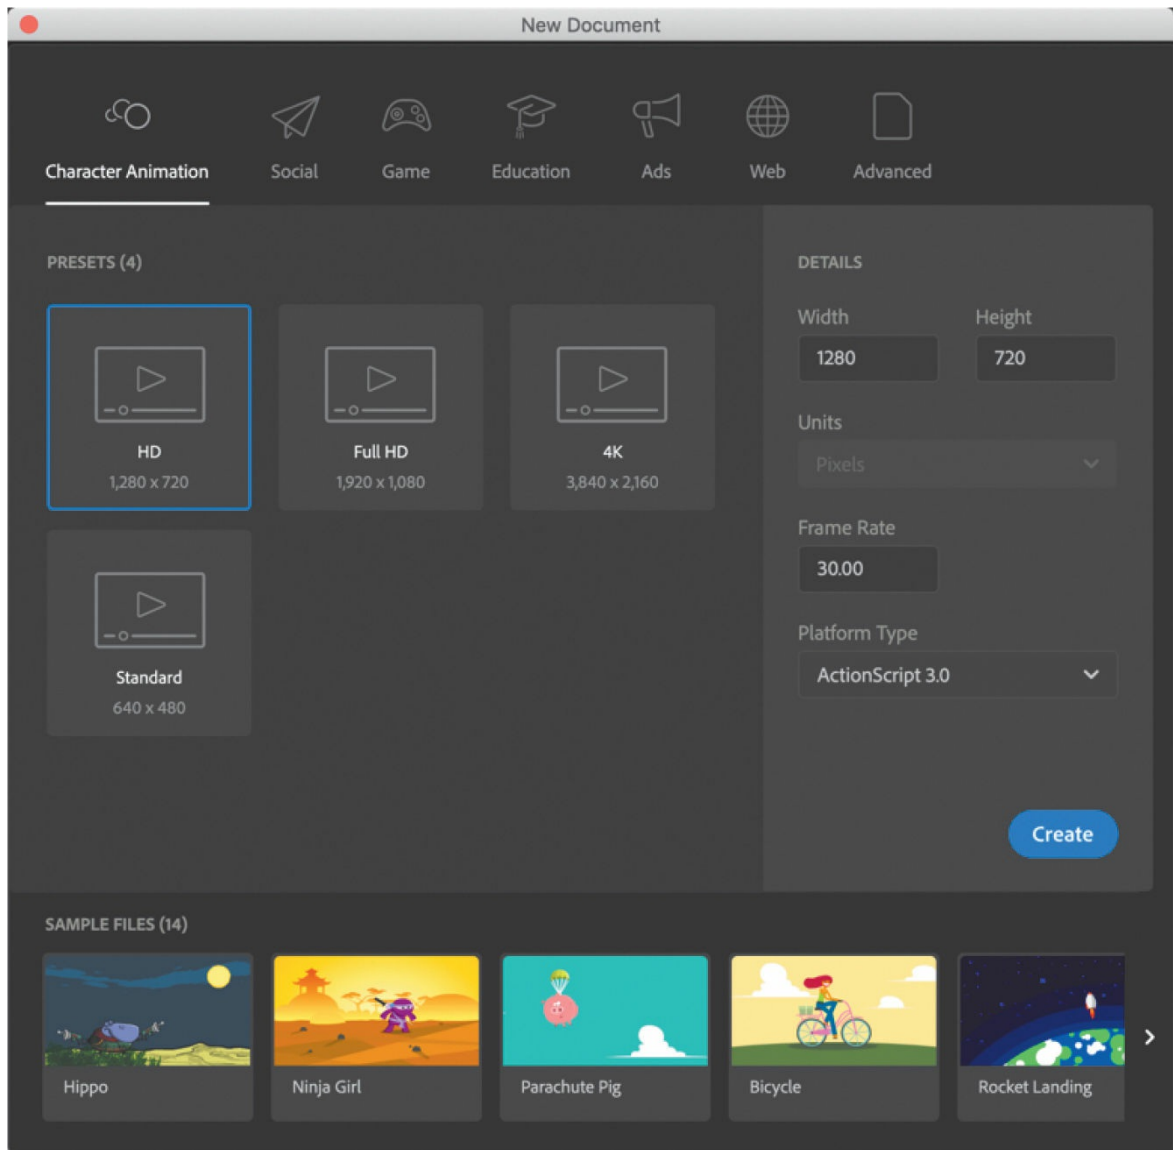 New Document
Character Animation
Social
Game
Education
Ads
Web
Advanced
PRESETS (4)
HD
1,280 x 720
Full HD
1,920 x 1,080
4K
3,840 x 2,160
Standard
640 x 480
DETAILS
Width
Height
1280
720
Units
Pixels
Frame Rate
30.00
Platform Type
ActionScript 3.0
Create
SAMPLE FILES (14)
Hippo
Ninja Girl
Parachute Pig
Bicycle
Rocket Landing